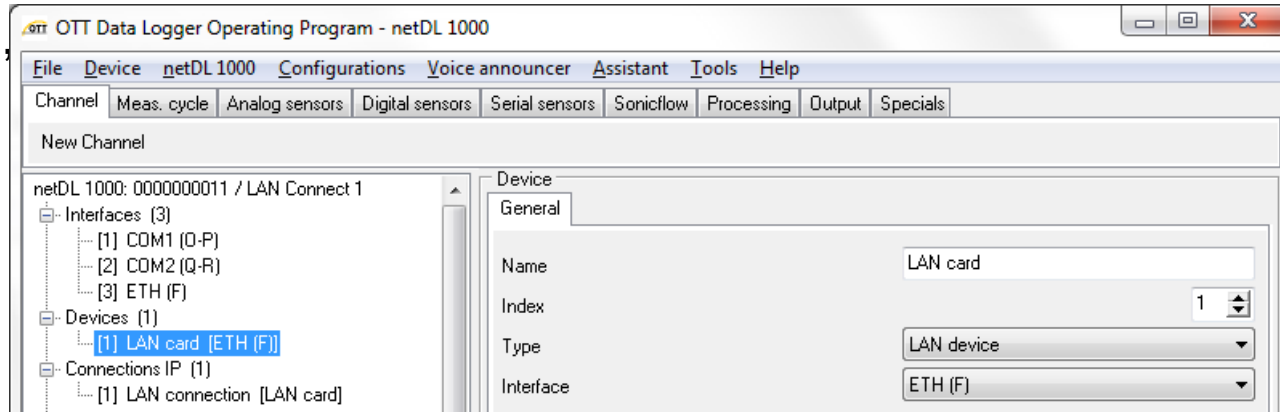 OTT OTT Data Logger Operating Program - netDL 1000
,
File Device netDL 1000 Configurations Voice announcer Assistant Tools Help
Channel Meas. cycle Analog sensors Digital sensors Serial sensors Sonicflow Processing Output Specials
New Channel
netDL 1000: 0000000011 / LAN Connect 1
Interfaces (3)
[1] COM1 (O-P)
[2] COM2 (Q-R)
[3] ETH (F)
Devices (1)
[1] LAN card [ETH (F)]
Connections IP (1)
[1] LAN connection [LAN card]
Device
General
Name LAN card
Index 1
Type LAN device
Interface ETH (F)